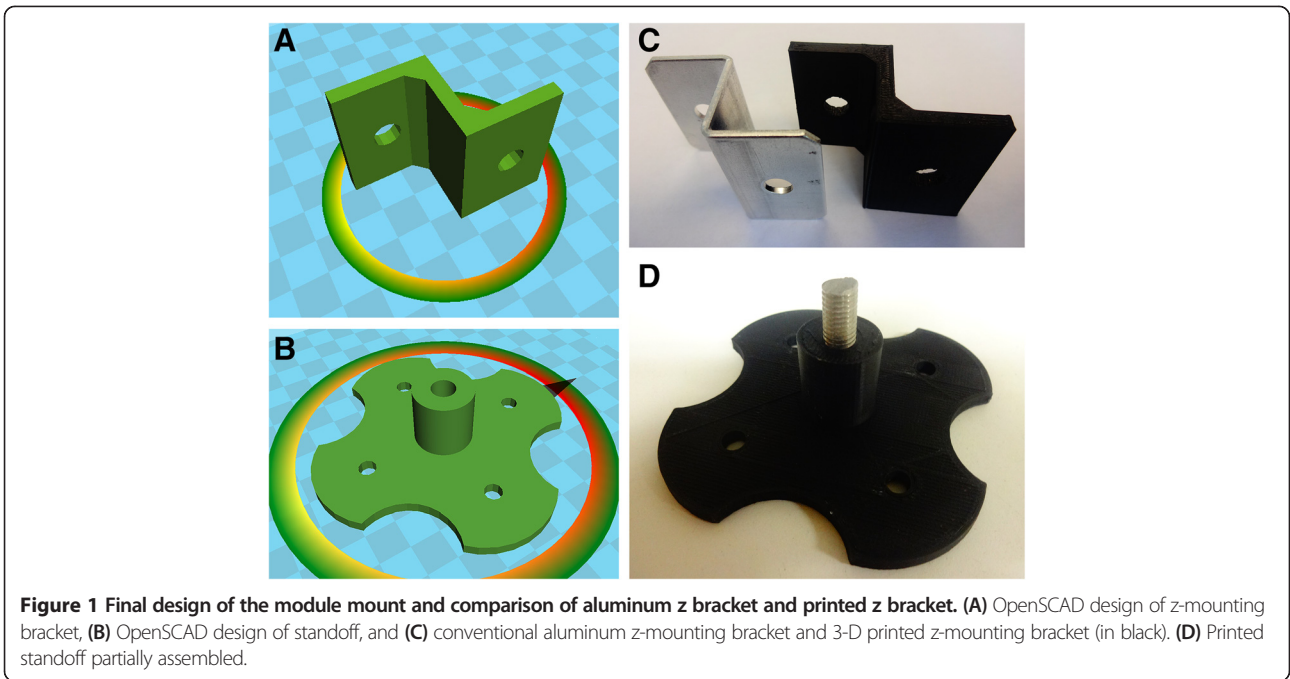 A
C
B
D
Figure 1 Final design of the module mount and comparison of aluminum z bracket and printed z bracket. (A) OpenSCAD design of z-mounting
bracket, (B) OpenSCAD design of standoff, and (C) conventional aluminum z-mounting bracket and 3-D printed z-mounting bracket (in black). (D) Printed
standoff partially assembled.